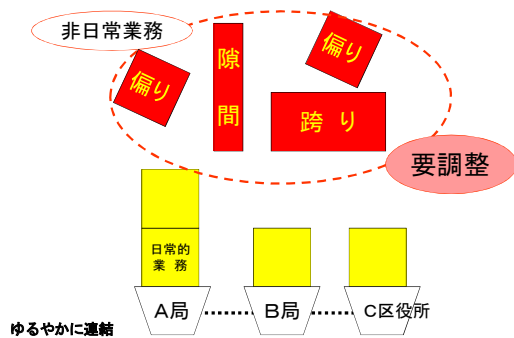 非日常業務
偏り
隙
間
偏り
跨り
要調整
日常的
業務
A局
B局
C区役所
ゆるやかに連結